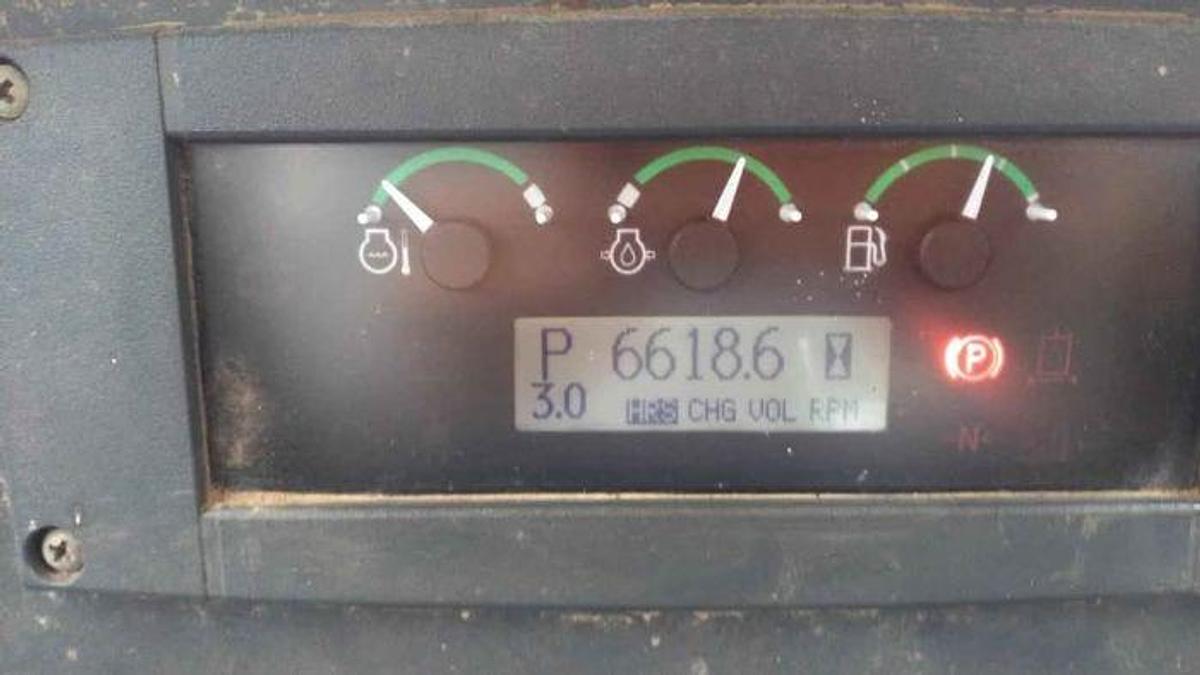 P 6618.6
3.0 HRS CHG VOL RPM
P
N